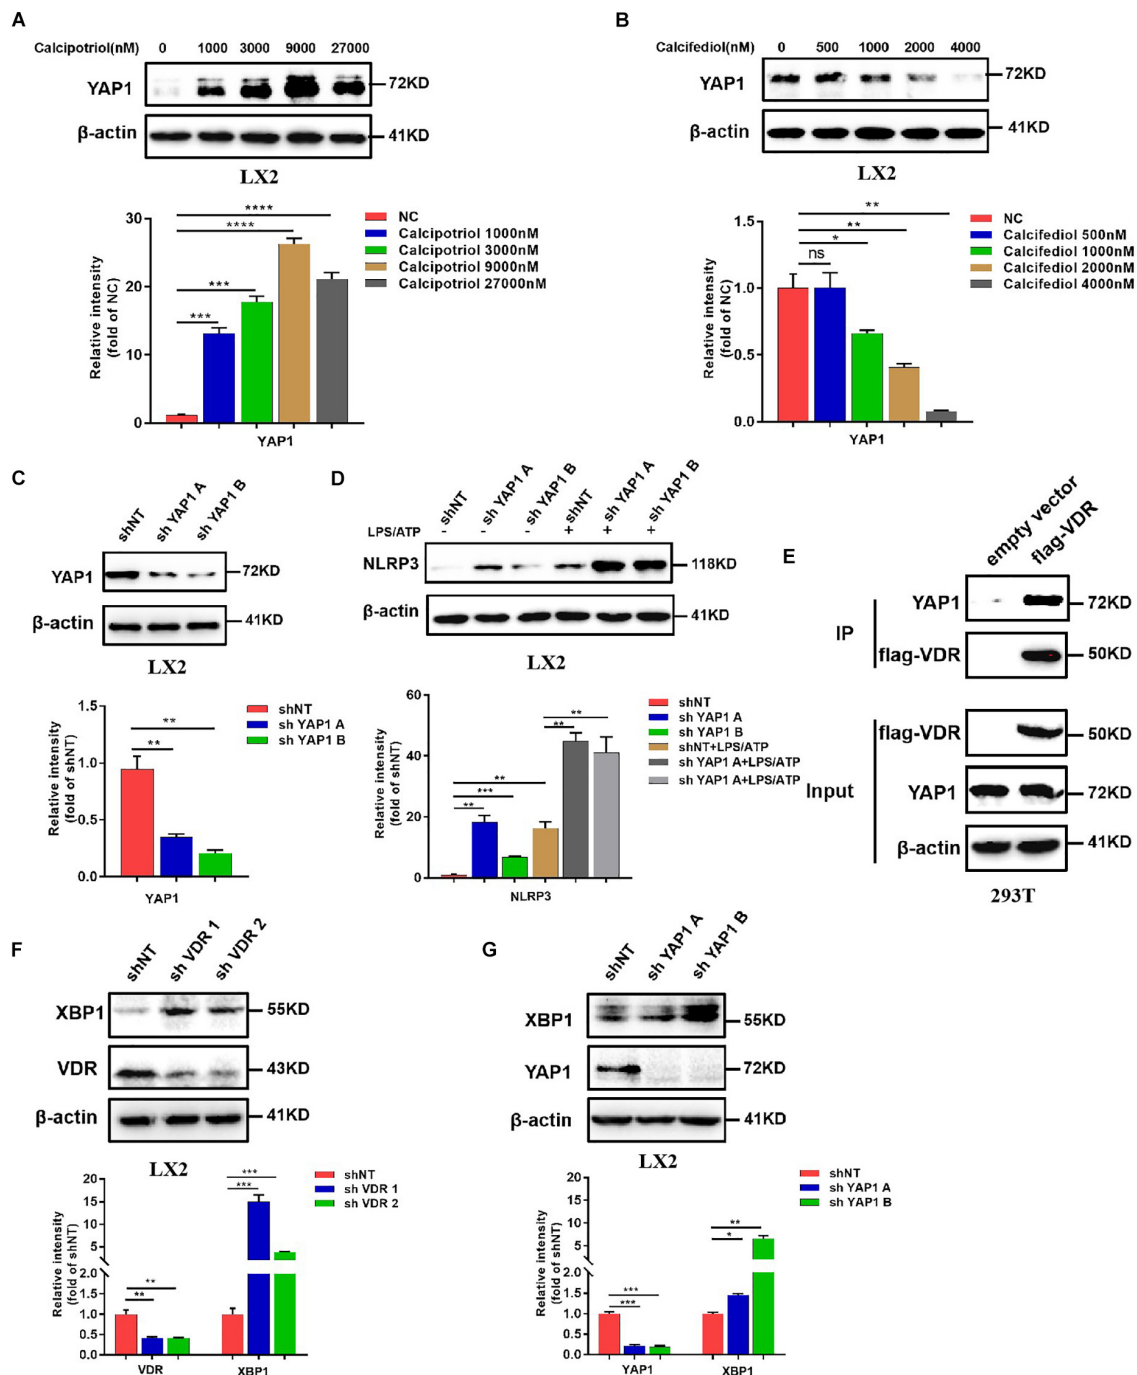 A
Calcipotriol(nM) 0 1000 3000 9000 27000
YAP1
72KD
β-actin
41KD
LX2
Relative intensity
(fold of NC)
30
20
10
0
****
****
***
***
YAP1
NC
Calcipotriol 1000nM
Calcipotriol 3000nM
Calcipotriol 9000nM
Calcipotriol 27000nM
B
Calcifediol(nM) 0 500 1000 2000 4000
YAP1
72KD
β-actin
41KD
LX2
Relative intensity
(fold of NC)
1.5
1.0
0.5
0.0
**
**
*
ns
YAP1
NC
Calcifediol 500nM
Calcifediol 1000nM
Calcifediol 2000nM
Calcifediol 4000nM
C
shNT sh YAP1 A sh YAP1 B
YAP1
72KD
β-actin
41KD
LX2
Relative intensity
(fold of shNT)
1.5
1.0
0.5
0.0
**
**
YAP1
shNT
sh YAP1 A
sh YAP1 B
D
shNT sh YAP1 A sh YAP1 B shNT sh YAP1 A sh YAP1 B
LPS/ATP - - - + + +
NLRP3
118KD
β-actin
41KD
LX2
Relative intensity
(fold of shNT)
60
40
20
0
**
**
**
***
**
NLRP3
shNT
sh YAP1 A
sh YAP1 B
shNT+LPS/ATP
sh YAP1 A+LPS/ATP
sh YAP1 A+LPS/ATP
E
empty vector flag-VDR
IP
YAP1
72KD
flag-VDR
50KD
Input
flag-VDR
50KD
YAP1
72KD
β-actin
41KD
293T
F
shNT sh VDR 1 sh VDR 2
XBP1
55KD
VDR
43KD
β-actin
41KD
LX2
Relative intensity
(fold of shNT)
20
15
10
5
2.0
1.5
1.0
0.5
0.0
**
**
***
***
VDR XBP1
shNT
sh VDR 1
sh VDR 2
G
shNT sh YAP1 A sh YAP1 B
XBP1
55KD
YAP1
72KD
β-actin
41KD
LX2
Relative intensity
(fold of shNT)
20
15
10
5
2.0
1.5
1.0
0.5
0.0
***
***
**
*
YAP1 XBP1
shNT
sh YAP1 A
sh YAP1 B